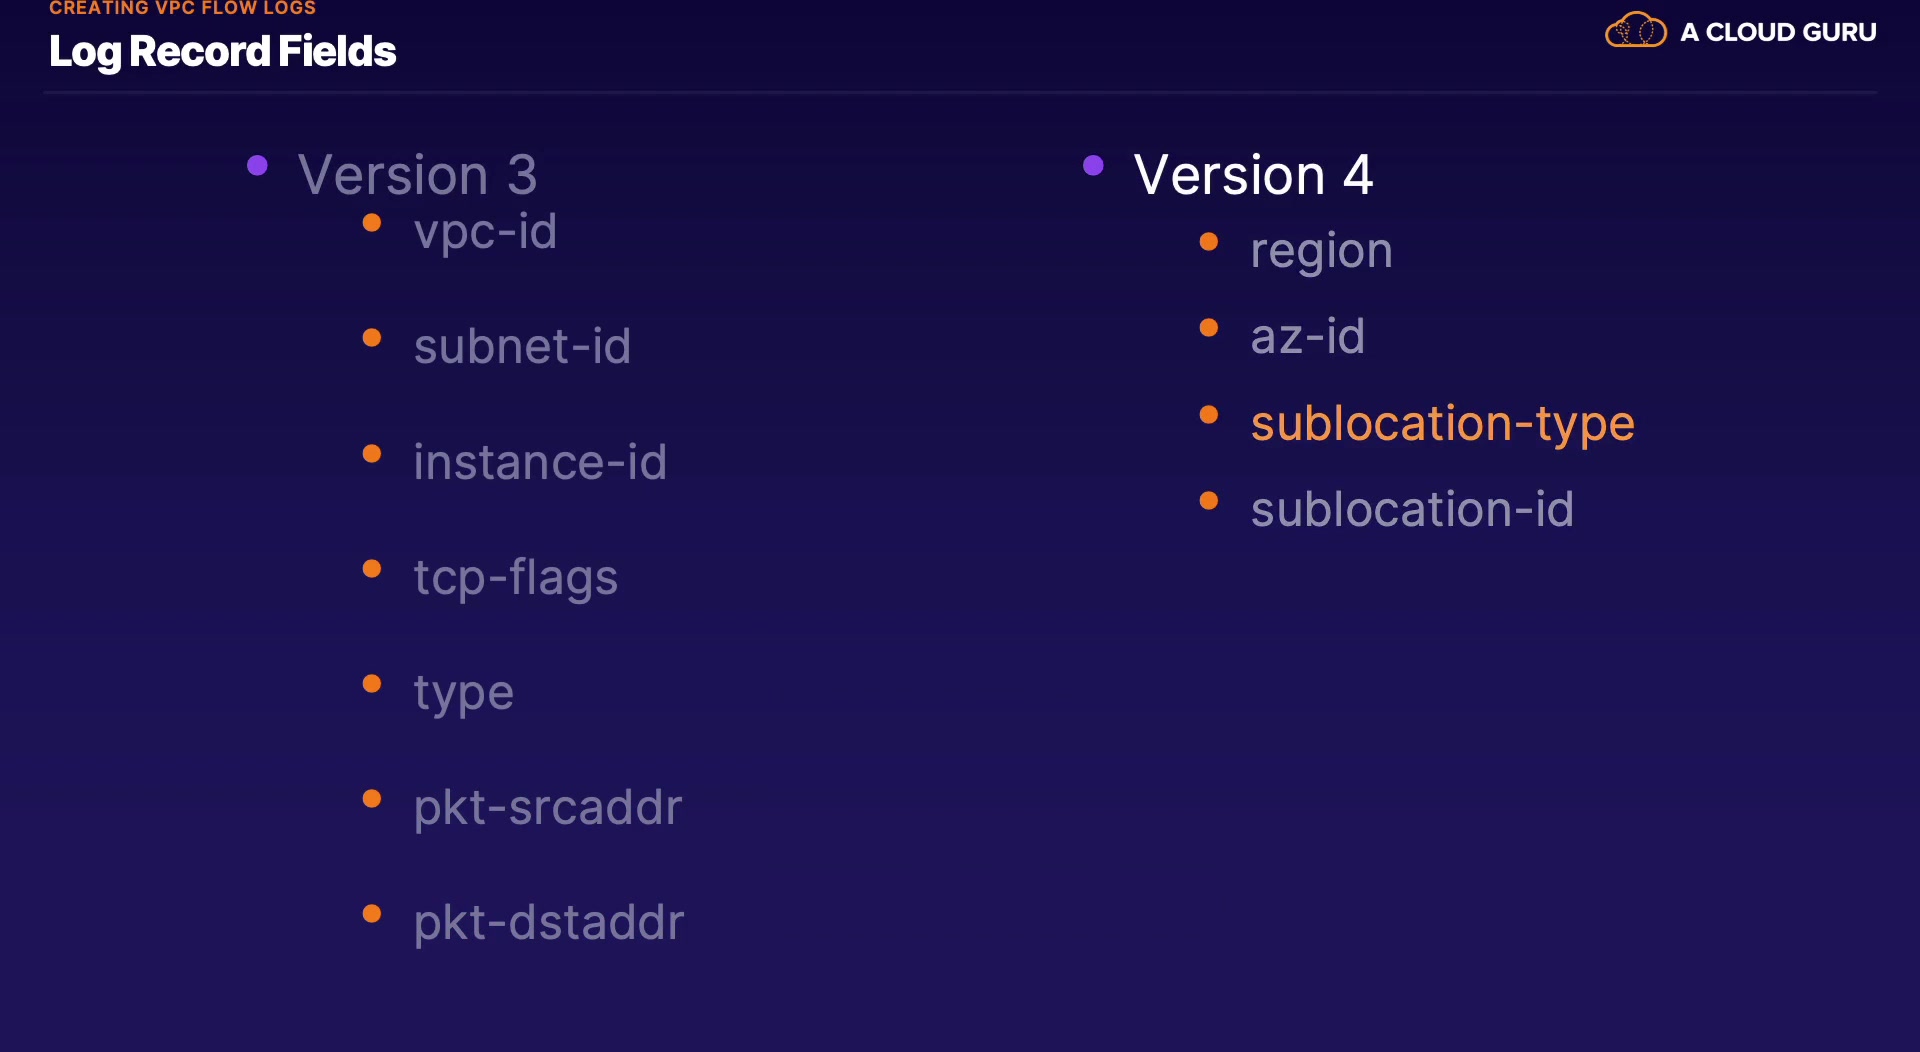 CREATING VPC FLOW LOGS
Log Record Fields
A CLOUD GURU
Version 3
vpc-id
subnet-id
instance-id
tcp-flags
type
pkt-srcaddr
pkt-dstaddr
Version 4
region
az-id
sublocation-type
sublocation-id